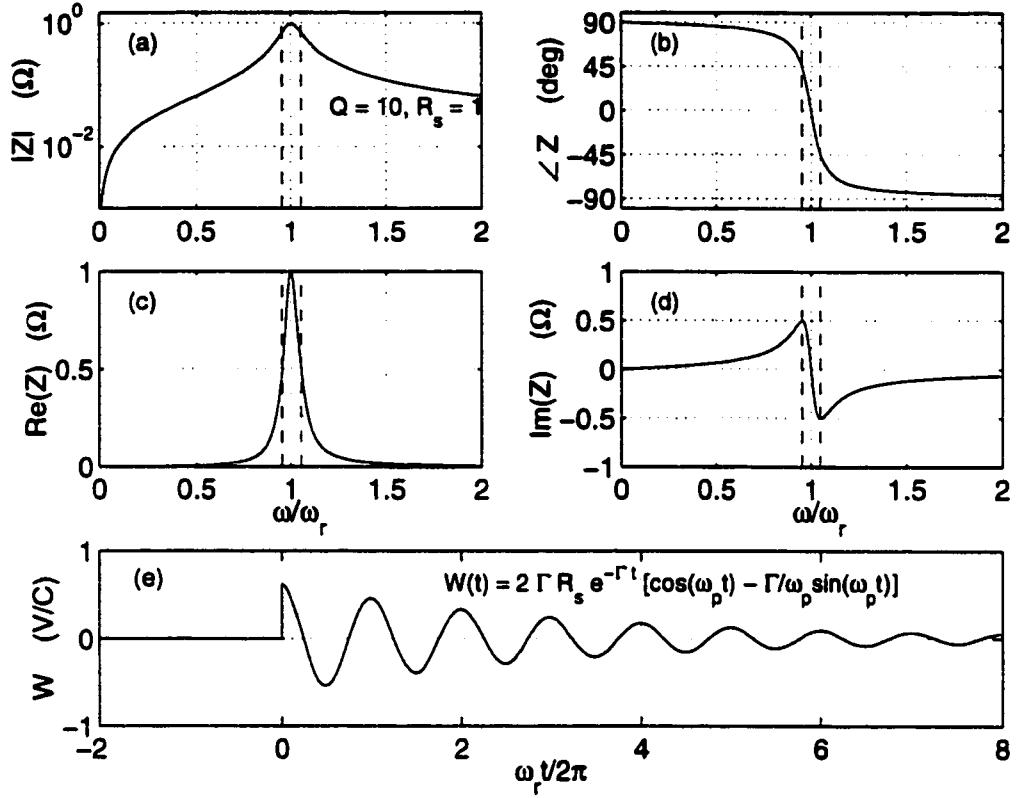 (a)
|Z| (Ω)
10⁰
10⁻²
Q = 10, R_s = 1
0 0.5 1 1.5 2
(b)
∠ Z (deg)
90
45
0
−45
−90
0 0.5 1 1.5 2
(c)
Re(Z) (Ω)
1
0.5
0
0 0.5 1 1.5 2
ω/ω_r
(d)
Im(Z) (Ω)
1
0.5
0
−0.5
−1
0 0.5 1 1.5 2
ω/ω_r
(e)
W (V/C)
1
0
−1
W(t) = 2 Γ R_s e^{−Γ t} [cos(ω_p t) − Γ/ω_p sin(ω_p t)]
−2 0 2 4 6 8
ω_r t/2π